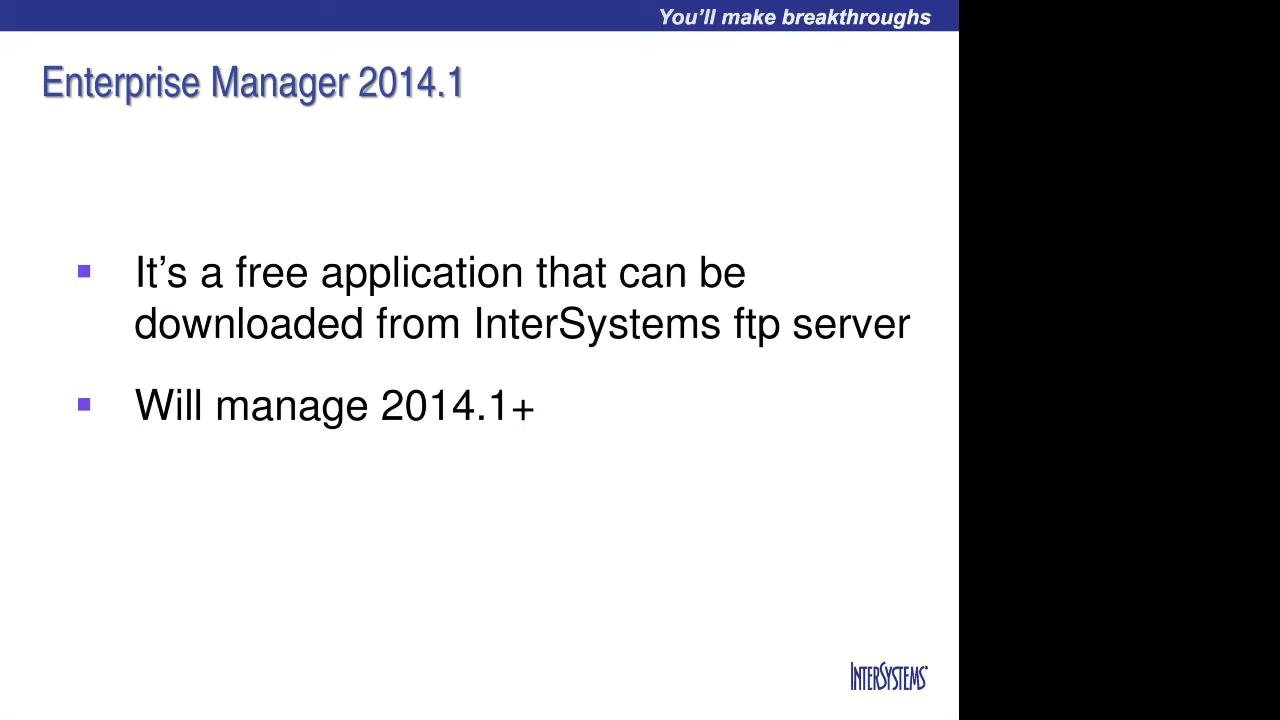 You'll make breakthroughs
Enterprise Manager 2014.1
▪ It’s a free application that can be
downloaded from InterSystems ftp server
▪ Will manage 2014.1+
INTERSYSTEMS